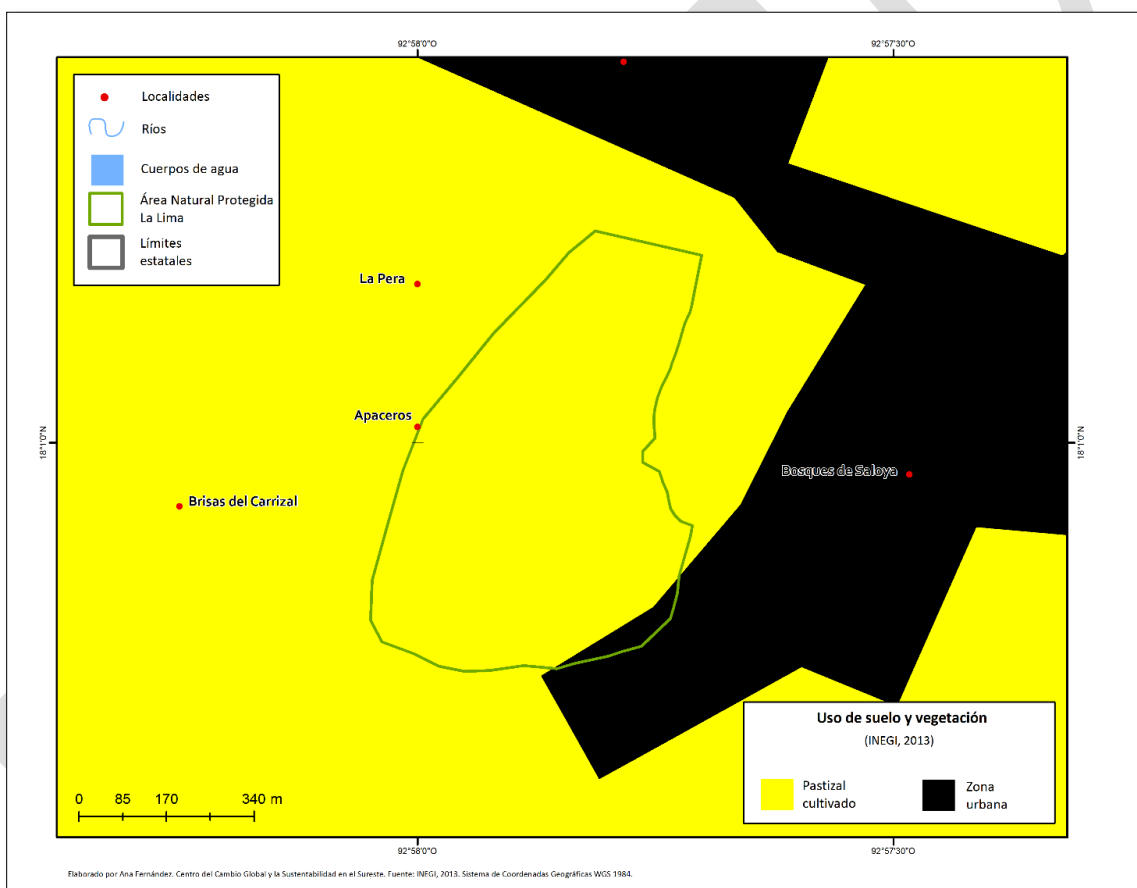 92°58'0"O
92°57'30"O
Localidades
Ríos
Cuerpos de agua
Área Natural Protegida
La Lima
Límites
estatales
La Pera
Apaceros
18°1'0"N
18°1'0"N
Bosques de Saloya
Brisas del Carrizal
Uso de suelo y vegetación
(INEGI, 2013)
Pastizal
cultivado
Zona
urbana
0 85 170 340 m
92°58'0"O
92°57'30"O
Elaborado por Ana Fernández. Centro del Cambio Global y la Sustentabilidad en el Sureste. Fuente: INEGI, 2013. Sistema de Coordenadas Geográficas WGS 1984.